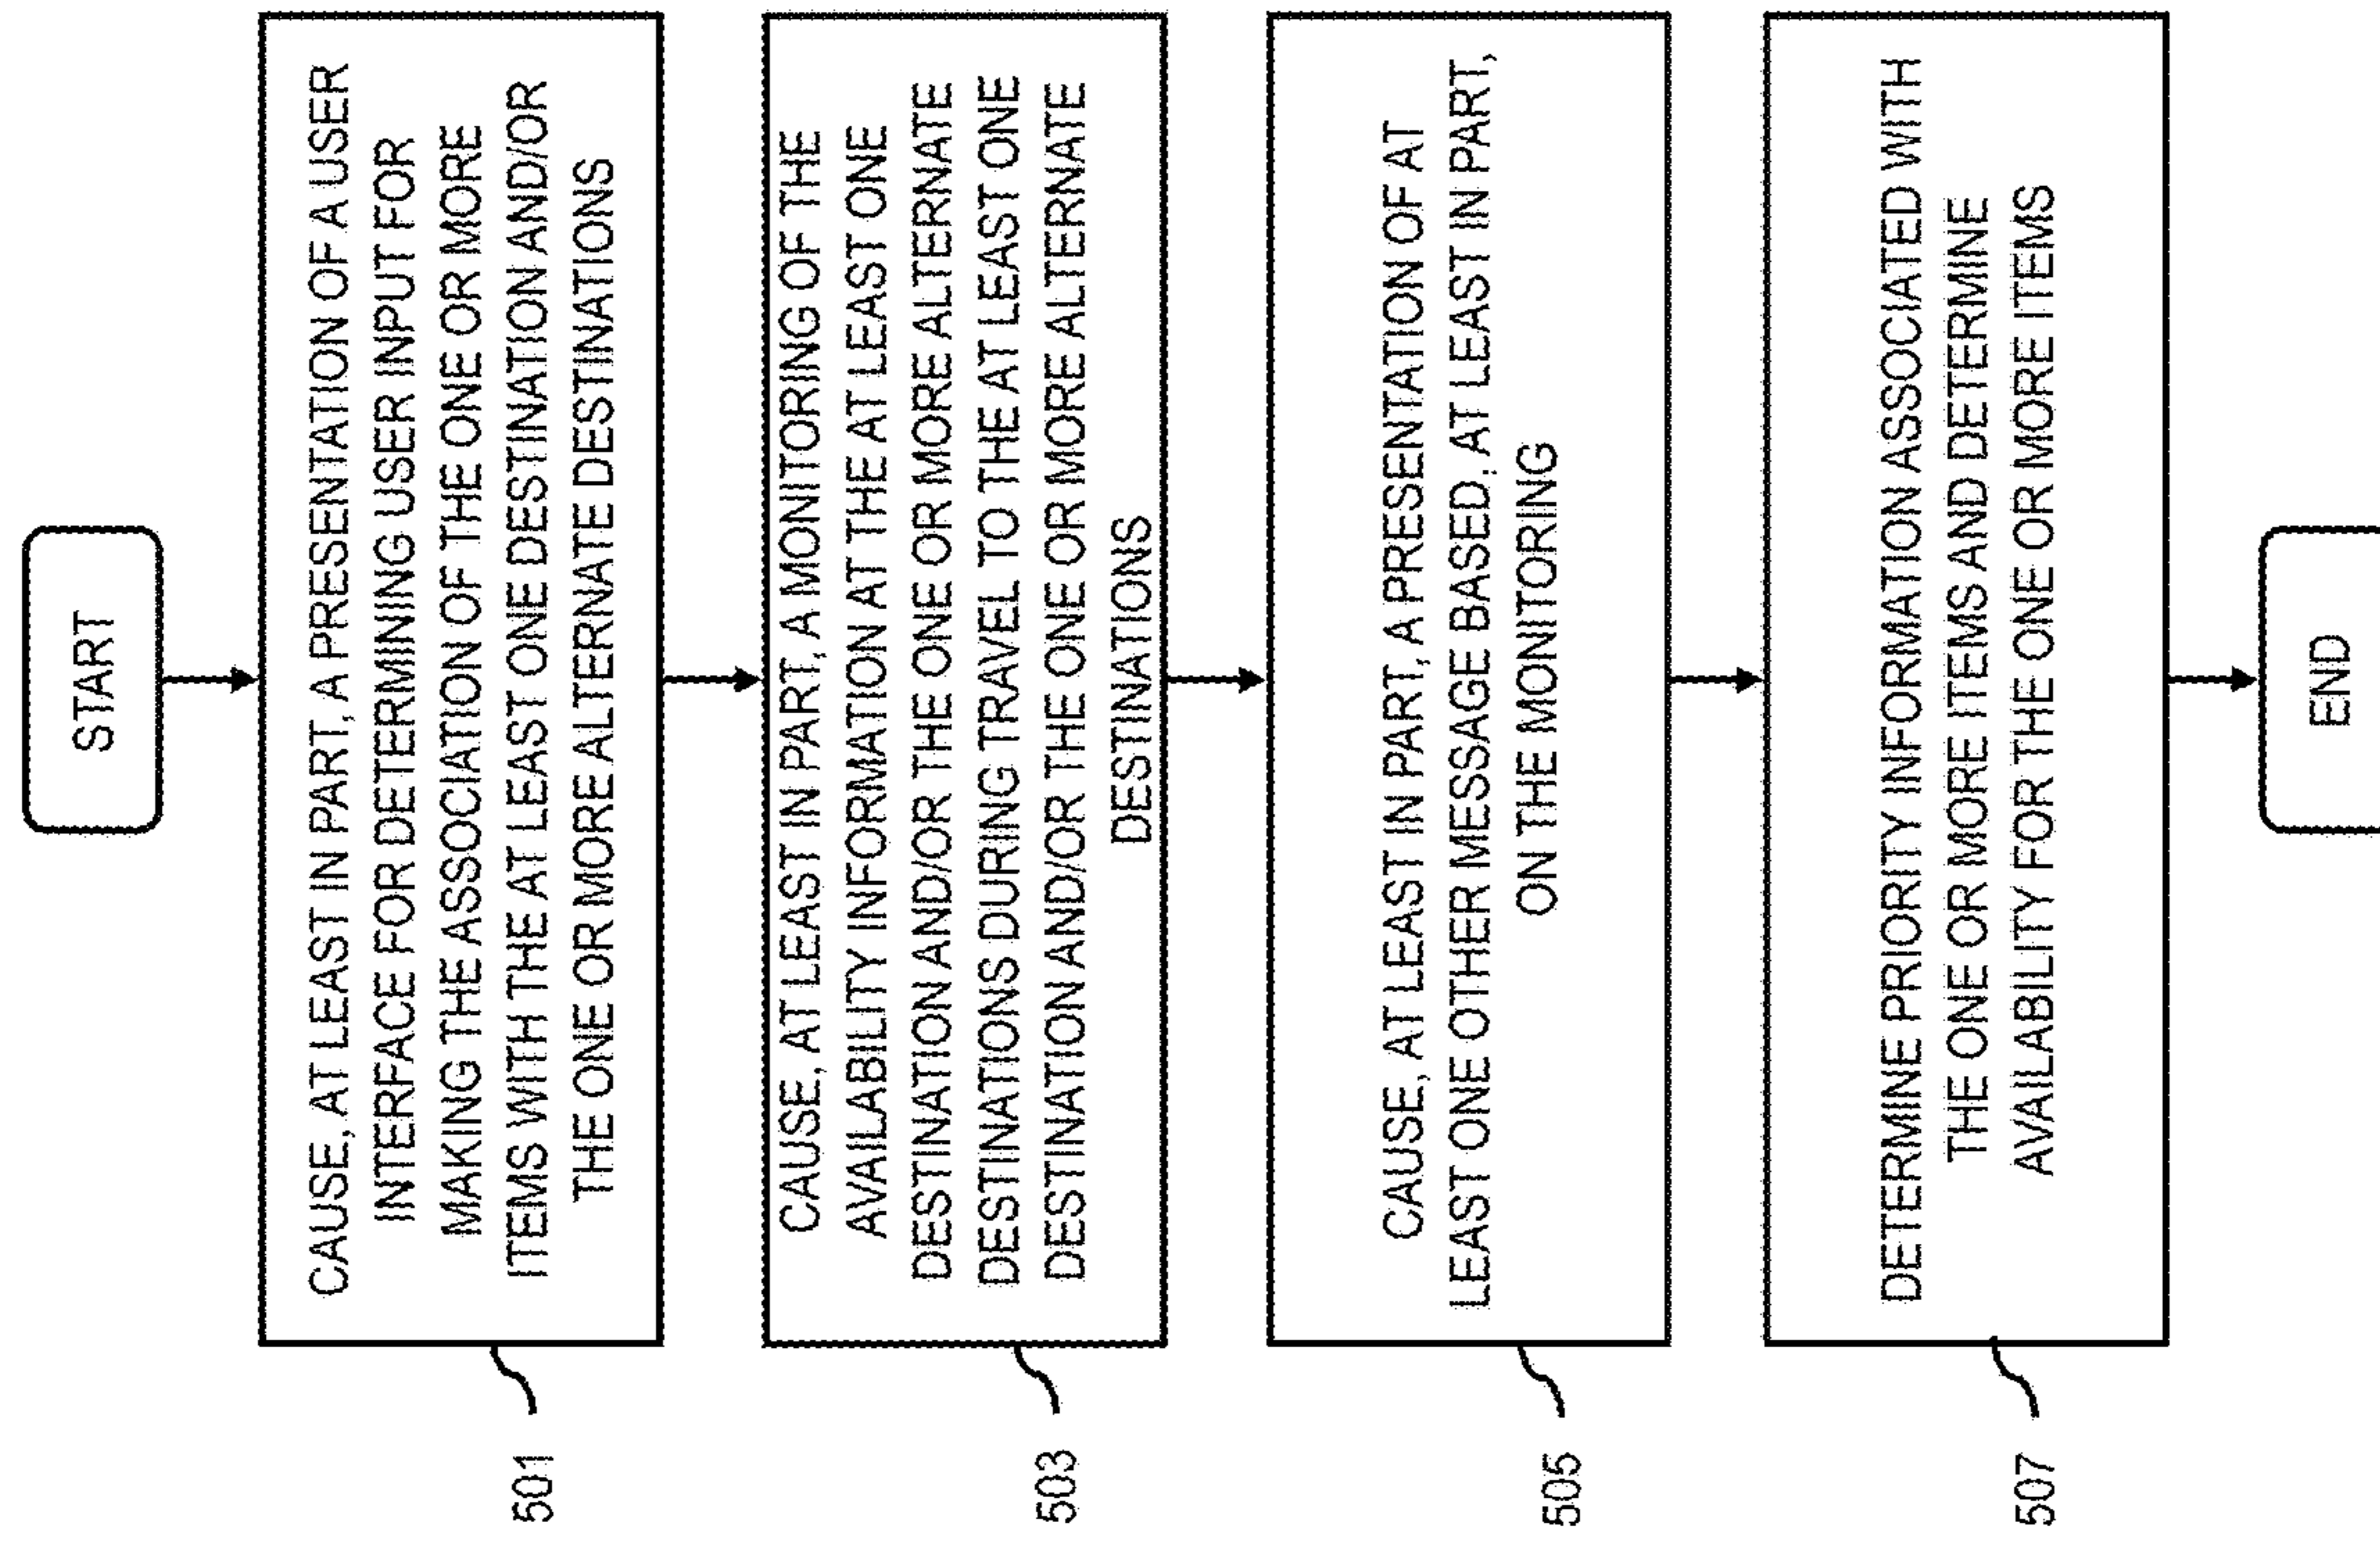 START
CAUSE, AT LEAST IN PART, A PRESENTATION OF A USER
INTERFACE FOR DETERMINING USER INPUT FOR
MAKING THE ASSOCIATION OF THE ONE OR MORE
ITEMS WITH THE AT LEAST ONE DESTINATION AND/OR
THE ONE OR MORE ALTERNATE DESTINATIONS
501
CAUSE, AT LEAST IN PART, A MONITORING OF THE
AVAILABILITY INFORMATION AT THE AT LEAST ONE
DESTINATION AND/OR THE ONE OR MORE ALTERNATE
DESTINATIONS DURING TRAVEL TO THE AT LEAST ONE
DESTINATION AND/OR THE ONE OR MORE ALTERNATE
DESTINATIONS
503
CAUSE, AT LEAST IN PART, A PRESENTATION OF AT
LEAST ONE OTHER MESSAGE BASED, AT LEAST IN PART,
ON THE MONITORING
505
DETERMINE PRIORITY INFORMATION ASSOCIATED WITH
THE ONE OR MORE ITEMS AND DETERMINE
AVAILABILITY FOR THE ONE OR MORE ITEMS
507
END